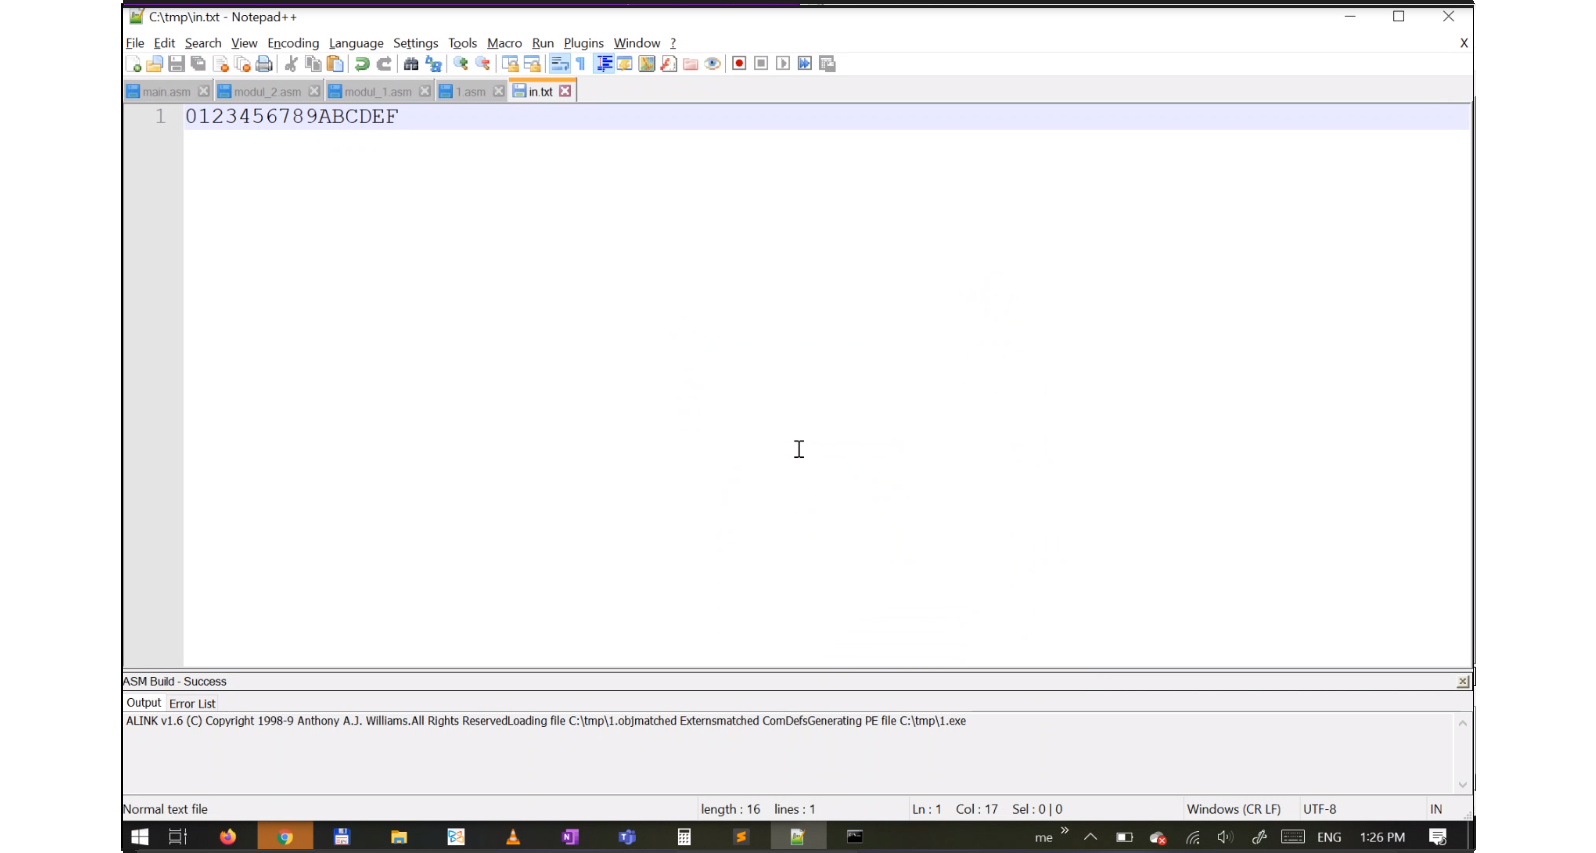 C:\tmp\in.txt - Notepad++
File Edit Search View Encoding Language Settings Tools Macro Run Plugins Window ? X
main.asm modul_2.asm modul_1.asm 1.asm in.txt
1 0123456789ABCDEF
ASM Build - Success
Output Error List
ALINK v1.6 (C) Copyright 1998-9 Anthony A.J. Williams.All Rights ReservedLoading file C:\tmp\1.objmatched Externsmatched ComDefsGenerating PE file C:\tmp\1.exe
Normal text file length : 16 lines : 1 Ln : 1 Col : 17 Sel : 0 | 0 Windows (CR LF) UTF-8 IN
me » ENG 1:26 PM